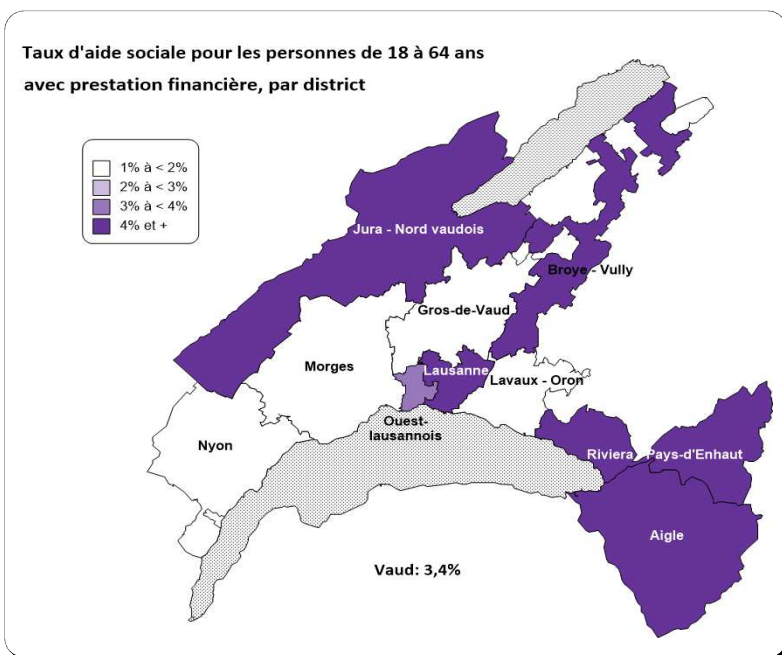 Taux d'aide sociale pour les personnes de 18 à 64 ans
avec prestation financière, par district
1% à < 2%
2% à < 3%
3% à < 4%
4% et +
Jura - Nord vaudois
Broye - Vully
Gros-de-Vaud
Morges
Lausanne
Lavaux - Oron
Ouest-
lausannois
Nyon
Riviera
Pays-d'Enhaut
Aigle
Vaud: 3,4%